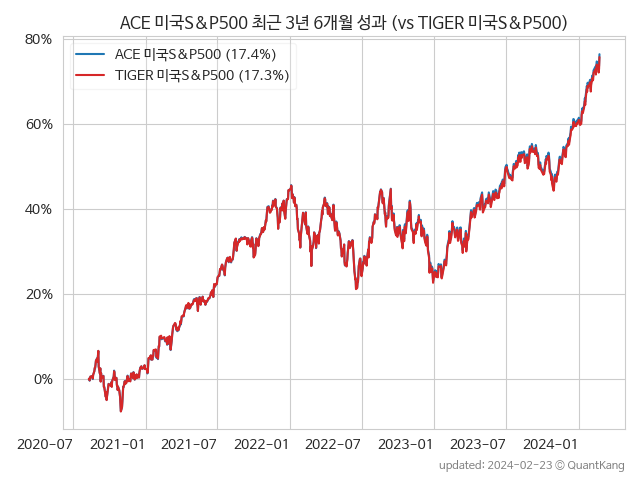 ACE 미국S&P500 최근 3년 6개월 성과 (vs TIGER 미국S&P500)
80%
ACE 미국S&P500 (17.4%)
TIGER 미국S&P500 (17.3%)
60%
40%
20%
0%
2020-07 2021-01 2021-07 2022-01 2022-07 2023-01 2023-07 2024-01
updated: 2024-02-23 © QuantKang